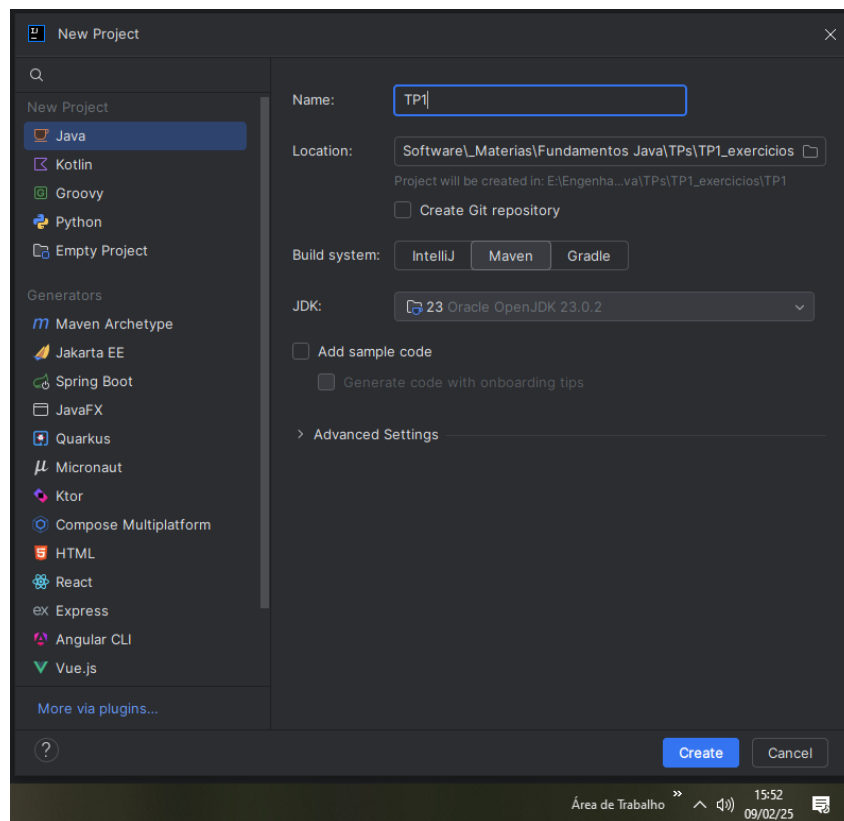 New Project
New Project
Java
Kotlin
Groovy
Python
Empty Project
Generators
Maven Archetype
Jakarta EE
Spring Boot
JavaFX
Quarkus
Micronaut
Ktor
Compose Multiplatform
HTML
React
ex Express
Angular CLI
Vue.js
More via plugins...
Name: TP1
Location: Software\_Materias\Fundamentos Java\TPs\TP1_exercicios
Project will be created in: E:\Engenha...va\TPs\TP1_exercicios\TP1
Create Git repository
Build system: IntelliJ Maven Gradle
JDK: 23 Oracle OpenJDK 23.0.2
Add sample code
Generate code with onboarding tips
Advanced Settings
? Create Cancel
Área de Trabalho » 15:52
09/02/25